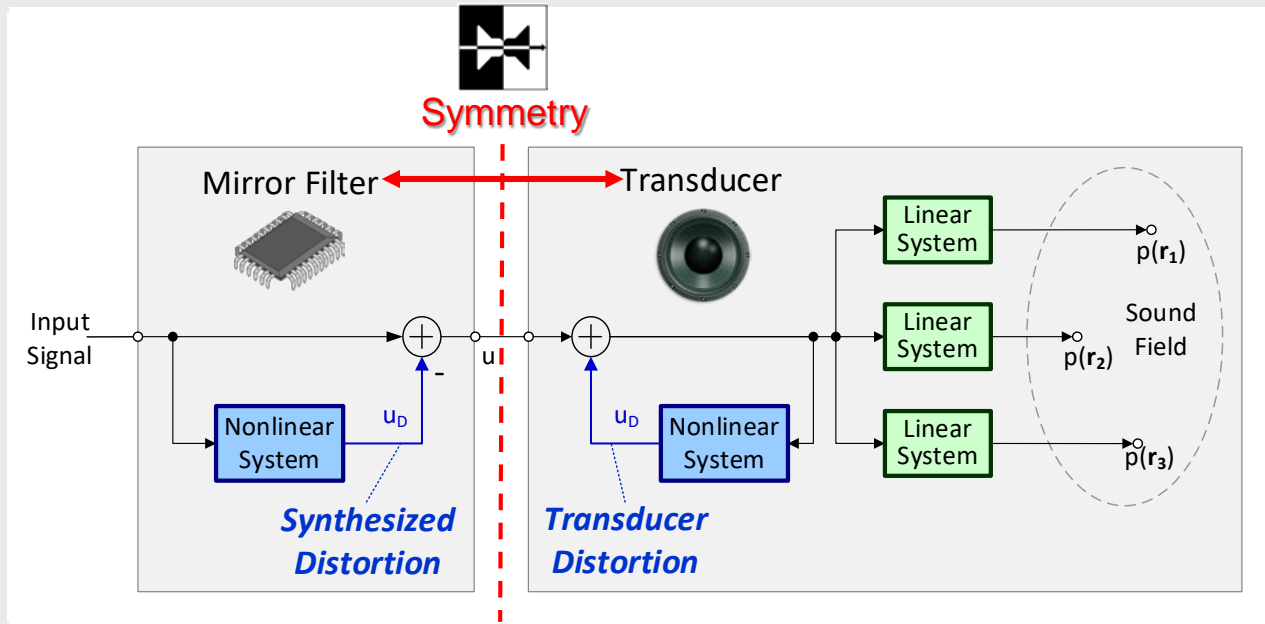 Symmetry
Mirror Filter
Transducer
Input
Signal
+
-
u
Nonlinear
System
u_D
Synthesized
Distortion
+
u_D
Nonlinear
System
Transducer
Distortion
Linear
System
Linear
System
Linear
System
p(r₁)
p(r₂)
p(r₃)
Sound
Field